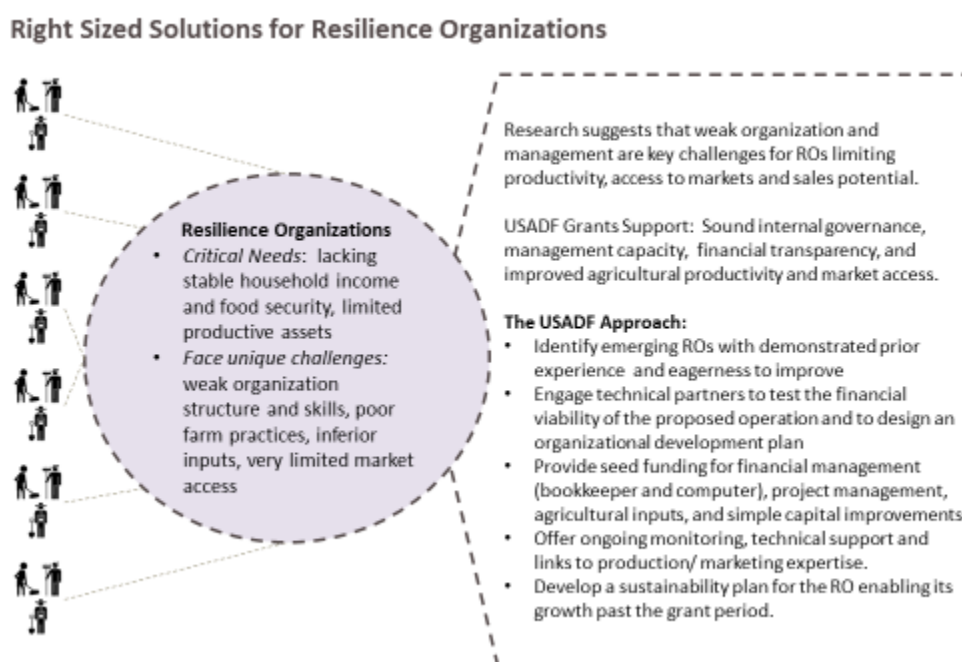 Right Sized Solutions for Resilience Organizations
Resilience Organizations
• Critical Needs: lacking
stable household income
and food security, limited
productive assets
• Face unique challenges:
weak organization
structure and skills, poor
farm practices, inferior
inputs, very limited market
access
Research suggests that weak organization and
management are key challenges for ROs limiting
productivity, access to markets and sales potential.
USADF Grants Support: Sound internal governance,
management capacity, financial transparency, and
improved agricultural productivity and market access.
The USADF Approach:
• Identify emerging ROs with demonstrated prior
experience and eagerness to improve
• Engage technical partners to test the financial
viability of the proposed operation and to design an
organizational development plan
• Provide seed funding for financial management
(bookkeeper and computer), project management,
agricultural inputs, and simple capital improvements
• Offer ongoing monitoring, technical support and
links to production/ marketing expertise.
• Develop a sustainability plan for the RO enabling its
growth past the grant period.